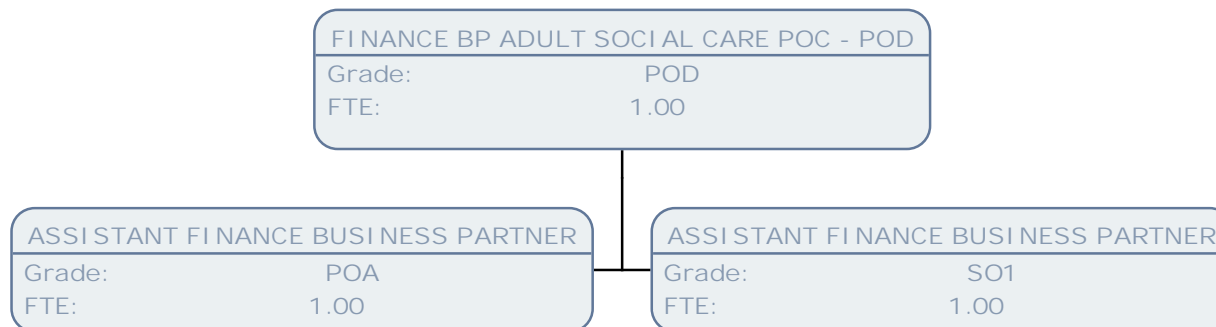 FINANCE BP ADULT SOCIAL CARE POC - POD
Grade: POD
FTE: 1.00
ASSISTANT FINANCE BUSINESS PARTNER
Grade: POA
FTE: 1.00
ASSISTANT FINANCE BUSINESS PARTNER
Grade: SO1
FTE: 1.00